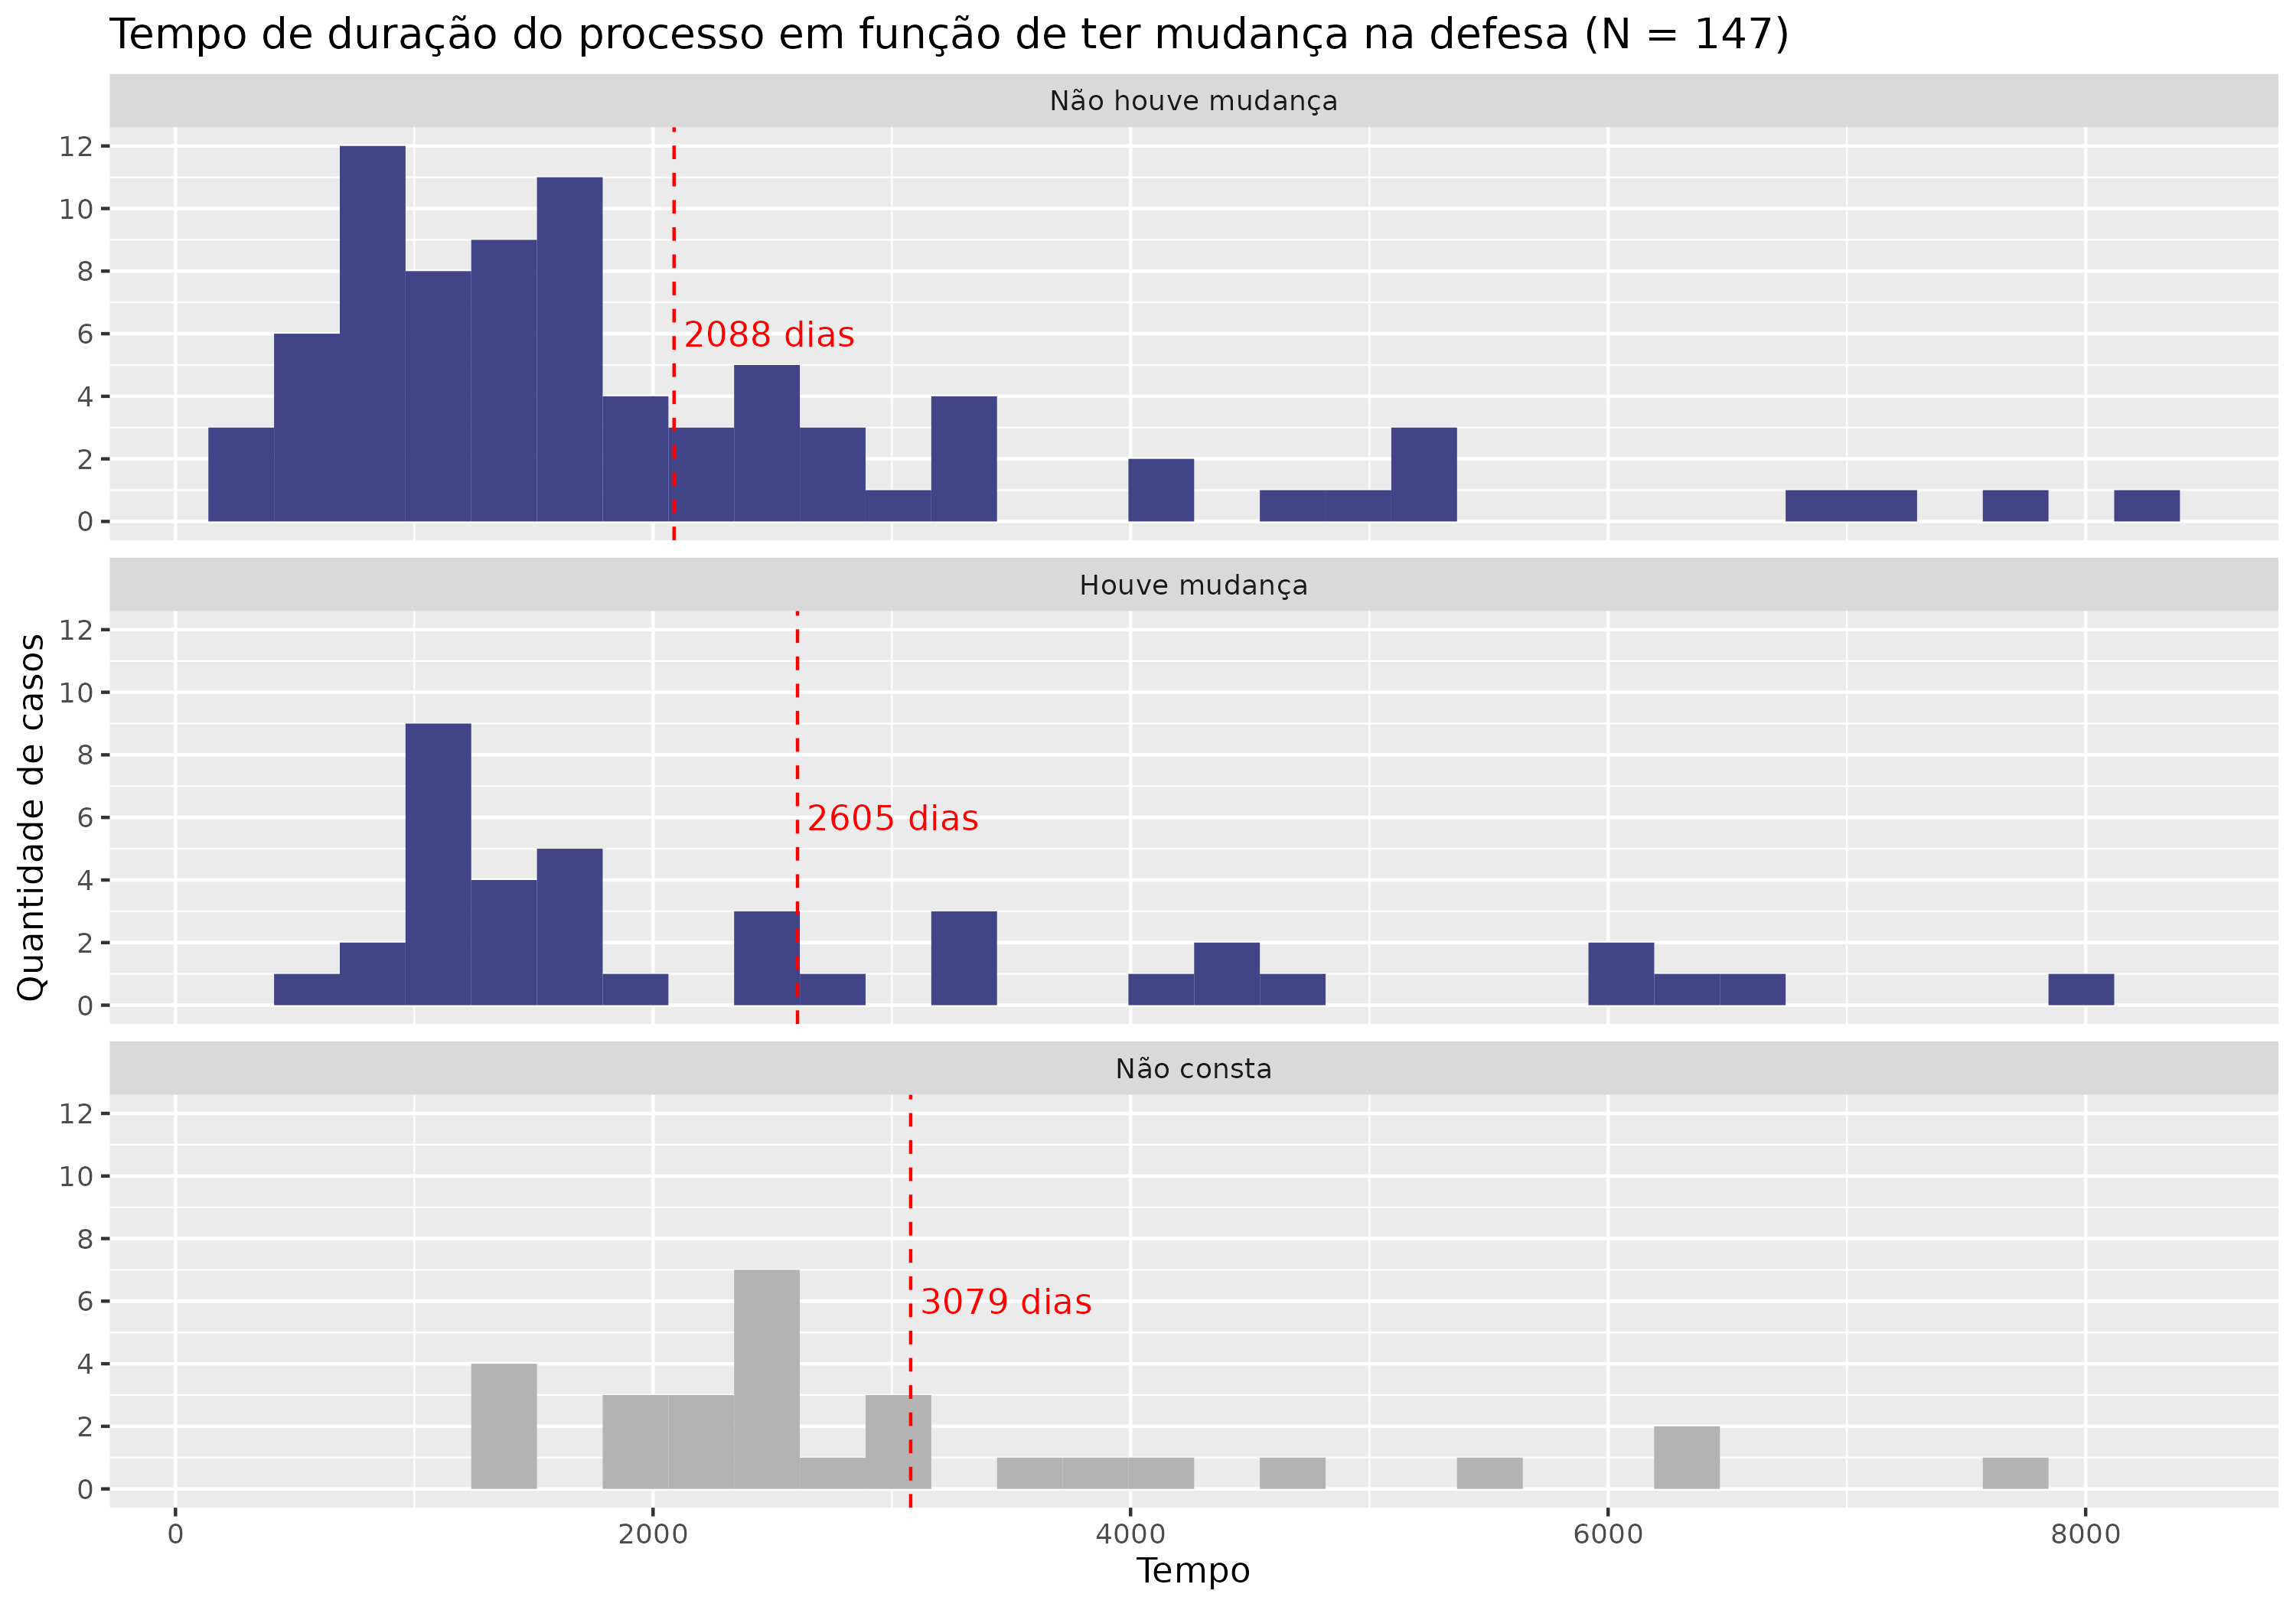 Tempo de duração do processo em função de ter mudança na defesa (N = 147)
Não houve mudança
12
10
8
6
4
2
0
2088 dias
Houve mudança
12
10
8
6
4
2
0
2605 dias
Quantidade de casos
Não consta
12
10
8
6
4
2
0
3079 dias
0 2000 4000 6000 8000
Tempo